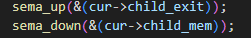 sema_up(&(cur->child_exit));
sema_down(&(cur->child_mem));